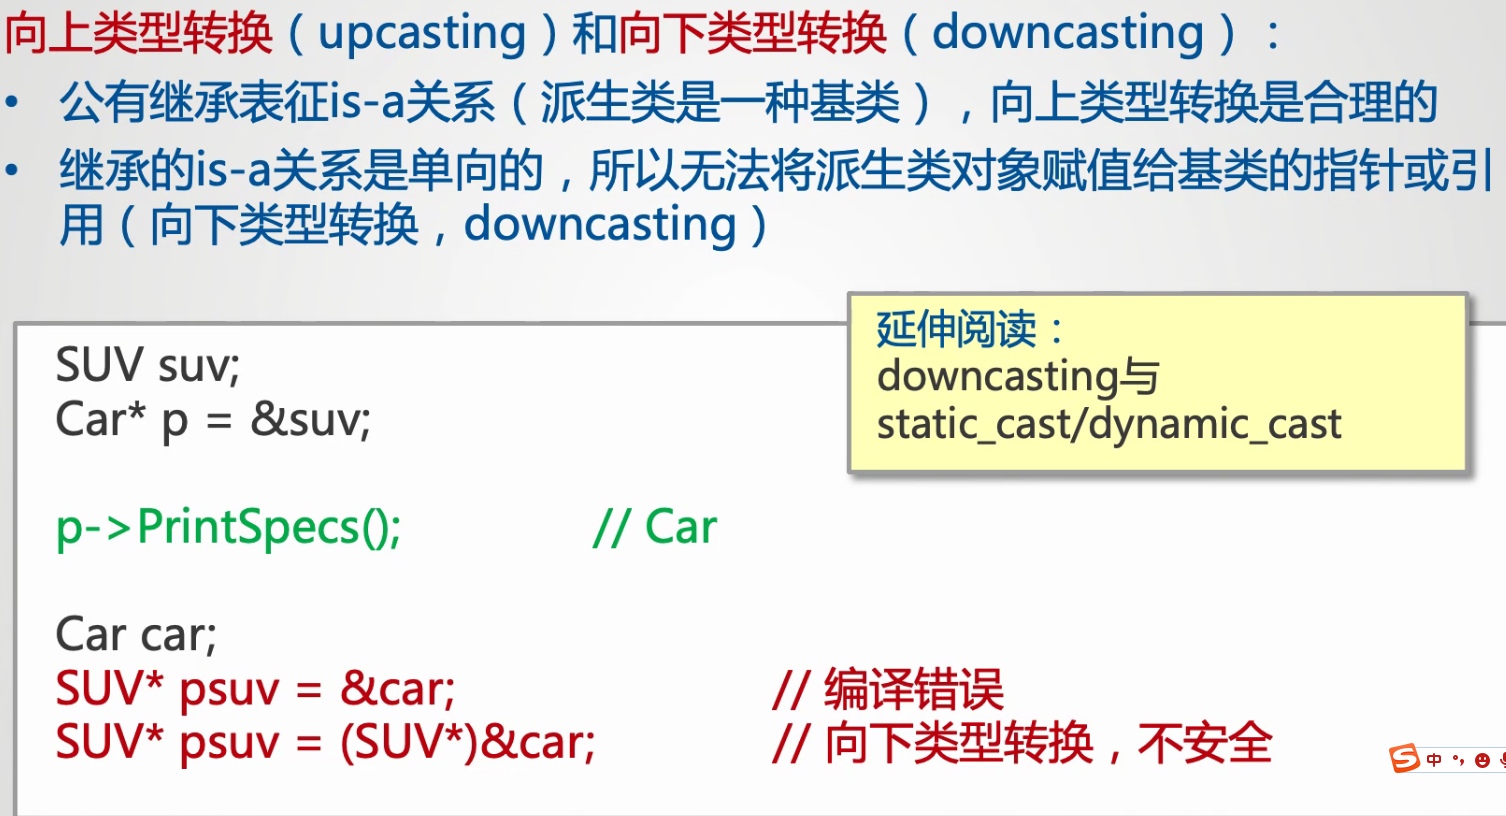 向上类型转换（upcasting）和向下类型转换（downcasting）：
• 公有继承表征is-a关系（派生类是一种基类），向上类型转换是合理的
• 继承的is-a关系是单向的，所以无法将派生类对象赋值给基类的指针或引
用（向下类型转换，downcasting）
延伸阅读：
downcasting与
static_cast/dynamic_cast
SUV suv;
Car* p = &suv;
p->PrintSpecs(); // Car
Car car;
SUV* psuv = &car; // 编译错误
SUV* psuv = (SUV*)&car; // 向下类型转换，不安全
中